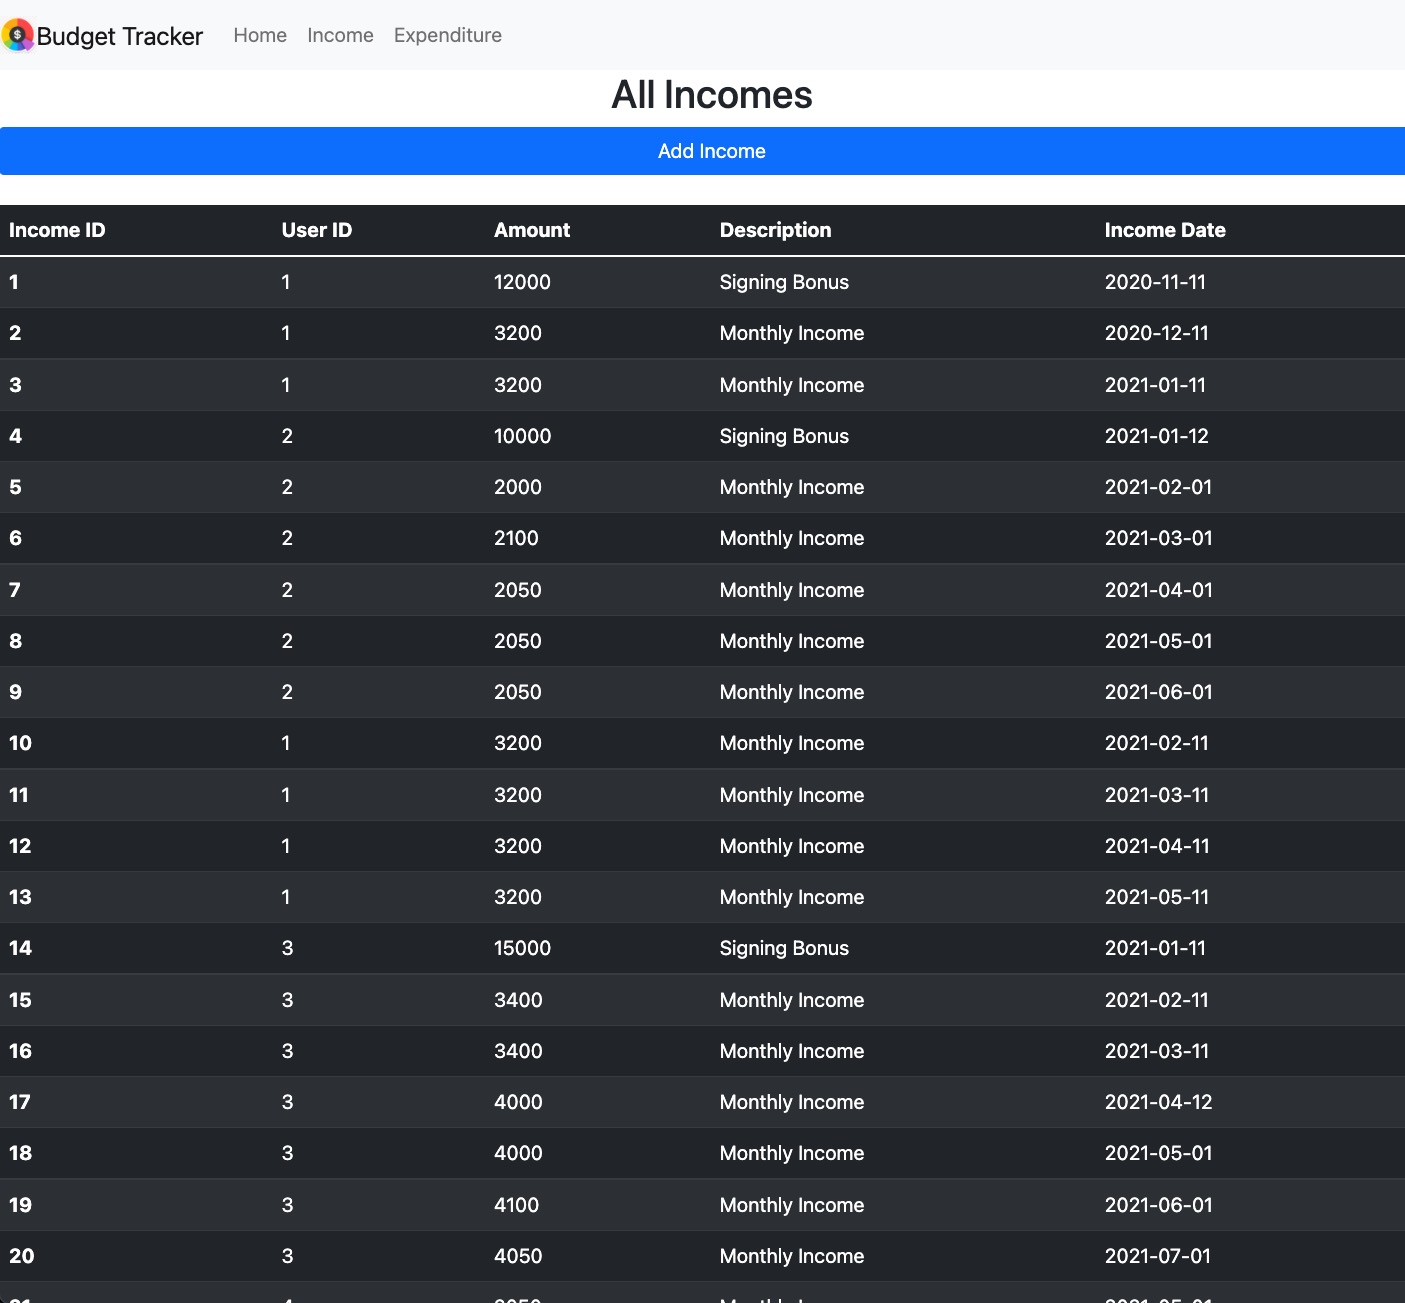 $
Budget Tracker Home Income Expenditure
All Incomes
Add Income
Income ID User ID Amount Description Income Date
1 1 12000 Signing Bonus 2020-11-11
2 1 3200 Monthly Income 2020-12-11
3 1 3200 Monthly Income 2021-01-11
4 2 10000 Signing Bonus 2021-01-12
5 2 2000 Monthly Income 2021-02-01
6 2 2100 Monthly Income 2021-03-01
7 2 2050 Monthly Income 2021-04-01
8 2 2050 Monthly Income 2021-05-01
9 2 2050 Monthly Income 2021-06-01
10 1 3200 Monthly Income 2021-02-11
11 1 3200 Monthly Income 2021-03-11
12 1 3200 Monthly Income 2021-04-11
13 1 3200 Monthly Income 2021-05-11
14 3 15000 Signing Bonus 2021-01-11
15 3 3400 Monthly Income 2021-02-11
16 3 3400 Monthly Income 2021-03-11
17 3 4000 Monthly Income 2021-04-12
18 3 4000 Monthly Income 2021-05-01
19 3 4100 Monthly Income 2021-06-01
20 3 4050 Monthly Income 2021-07-01